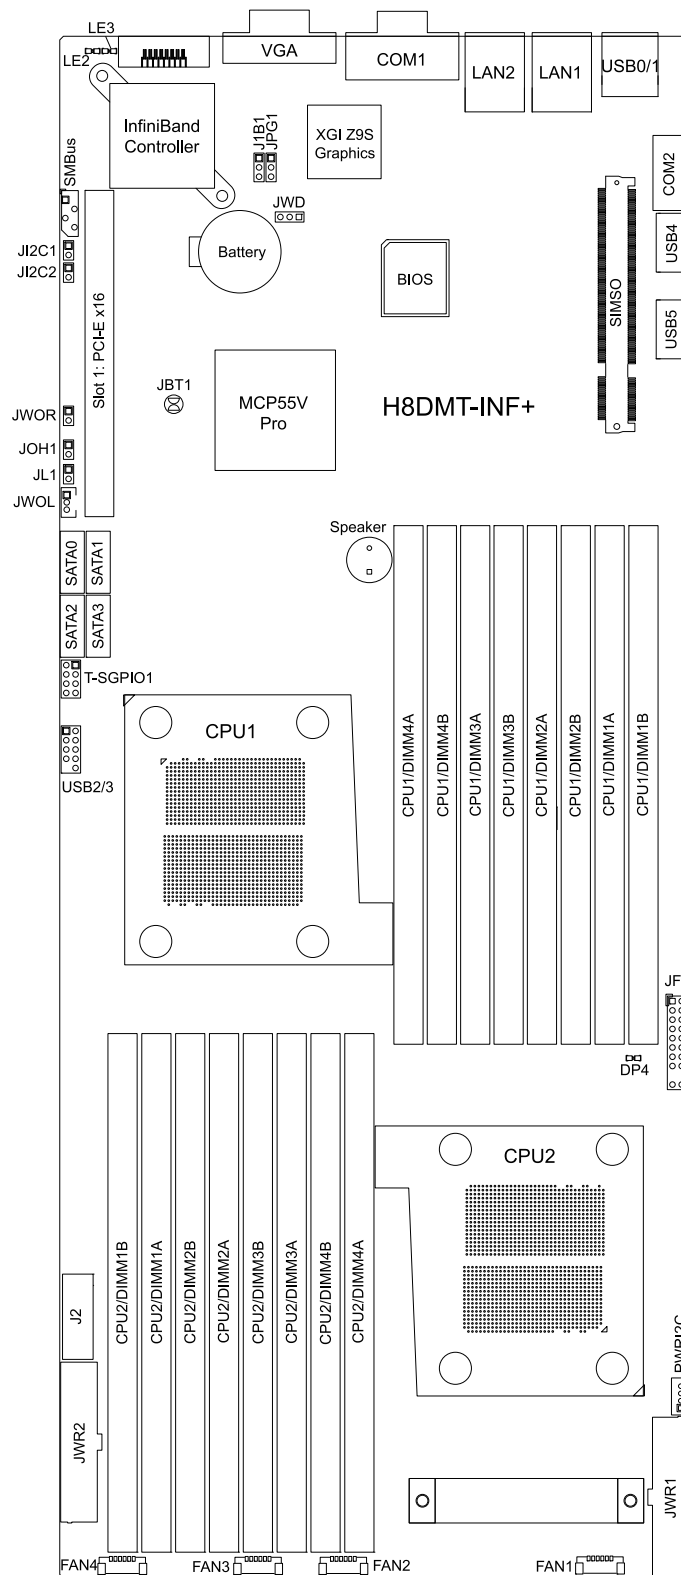 LE3
LE2
VGA
COM1
LAN2
LAN1
USB0/1
InfiniBand
Controller
J1B1
JPG1
XGI Z9S
Graphics
SMBus
COM2
JWD
USB4
JI2C1
JI2C2
Battery
BIOS
SIMSO
USB5
Slot 1: PCI-E x16
JBT1
MCP55V
Pro
H8DMT-INF+
JWOR
JOH1
JL1
JWOL
Speaker
SATA0
SATA1
SATA2
SATA3
T-SGPIO1
CPU1
USB2/3
CPU1/DIMM4A
CPU1/DIMM4B
CPU1/DIMM3A
CPU1/DIMM3B
CPU1/DIMM2A
CPU1/DIMM2B
CPU1/DIMM1A
CPU1/DIMM1B
JF
DP4
CPU2
CPU2/DIMM1B
CPU2/DIMM1A
CPU2/DIMM2B
CPU2/DIMM2A
CPU2/DIMM3B
CPU2/DIMM3A
CPU2/DIMM4B
CPU2/DIMM4A
J2
JWR2
JWR1
FAN4
FAN3
FAN2
FAN1